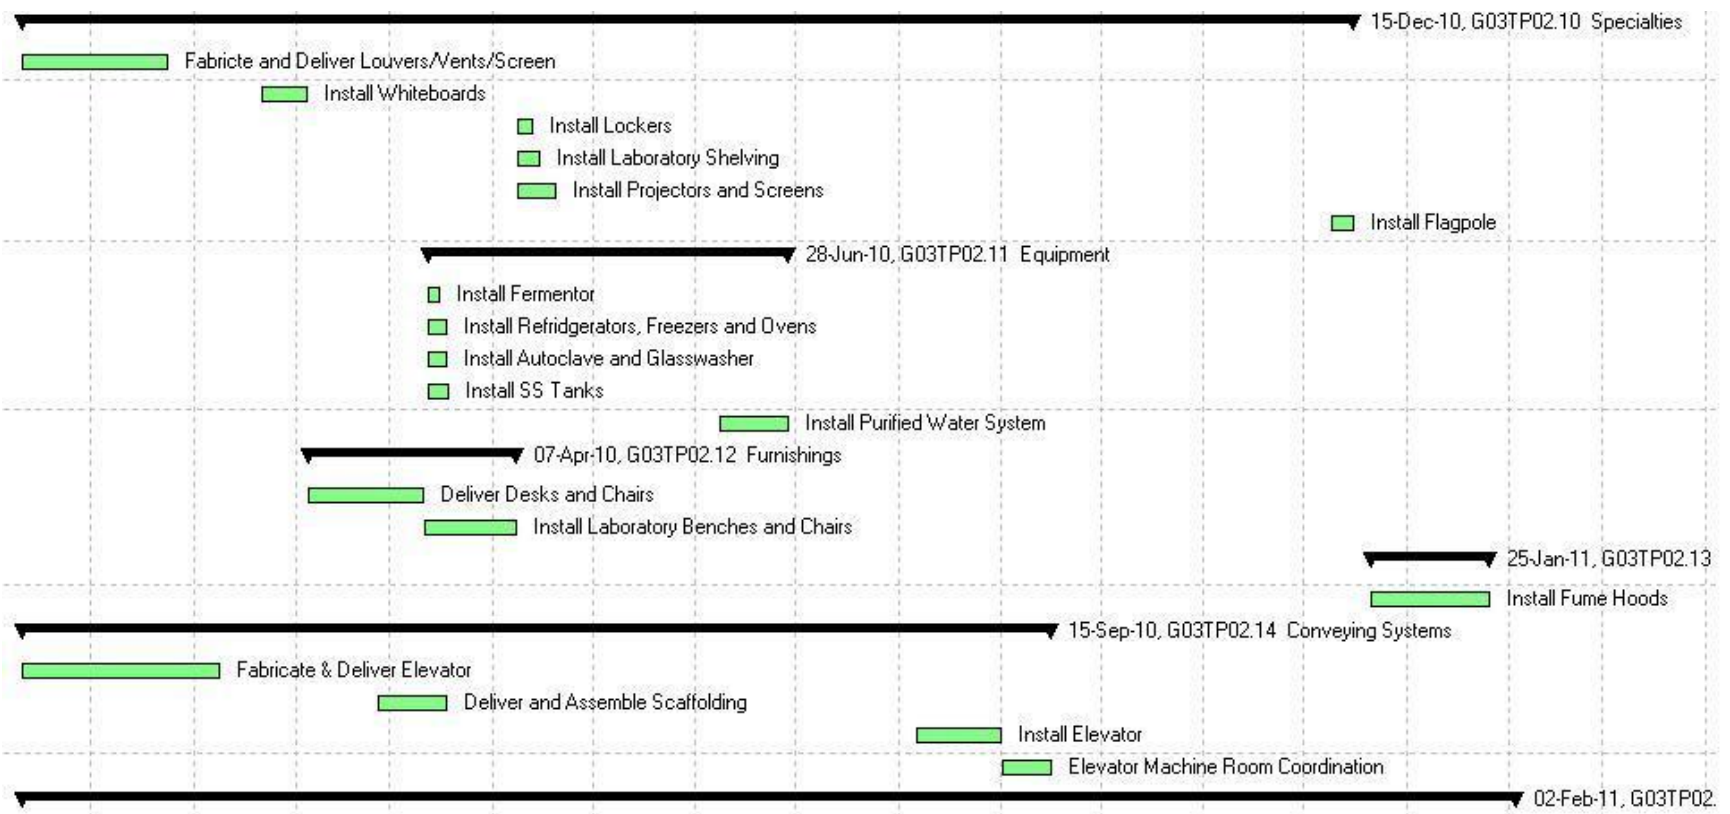 15-Dec-10, G03TP02.10 Specialties
Fabricte and Deliver Louvers/Vents/Screen
Install Whiteboards
Install Lockers
Install Laboratory Shelving
Install Projectors and Screens
Install Flagpole
28-Jun-10, G03TP02.11 Equipment
Install Fermentor
Install Refridgerators, Freezers and Ovens
Install Autoclave and Glasswasher
Install SS Tanks
Install Purified Water System
07-Apr-10, G03TP02.12 Furnishings
Deliver Desks and Chairs
Install Laboratory Benches and Chairs
25-Jan-11, G03TP02.13
Install Fume Hoods
15-Sep-10, G03TP02.14 Conveying Systems
Fabricate & Deliver Elevator
Deliver and Assemble Scaffolding
Install Elevator
Elevator Machine Room Coordination
02-Feb-11, G03TP02.